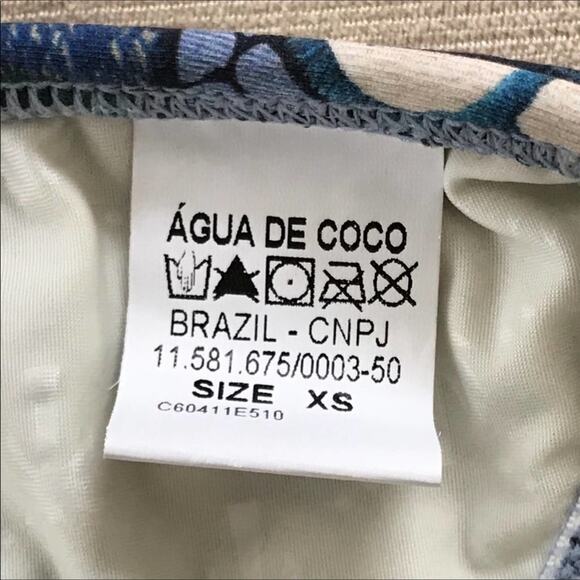 ÁGUA DE COCO
BRAZIL - CNPJ
11.581.675/0003-50
SIZE XS
C60411E510